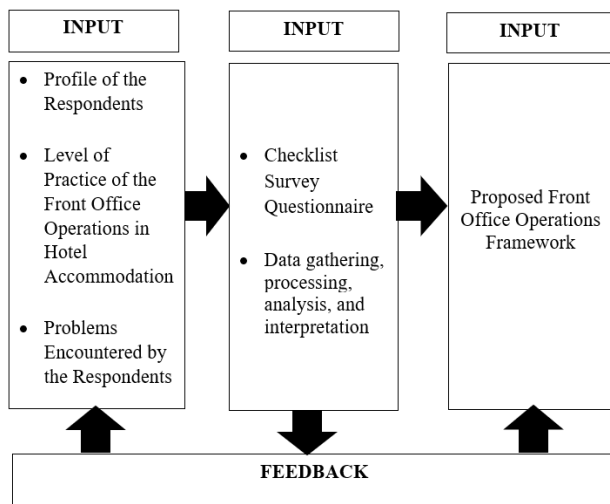 INPUT
• Profile of the
Respondents
• Level of
Practice of the
Front Office
Operations in
Hotel
Accommodation
• Problems
Encountered by
the Respondents
INPUT
• Checklist
Survey
Questionnaire
• Data gathering,
processing,
analysis, and
interpretation
INPUT
Proposed Front
Office Operations
Framework
FEEDBACK